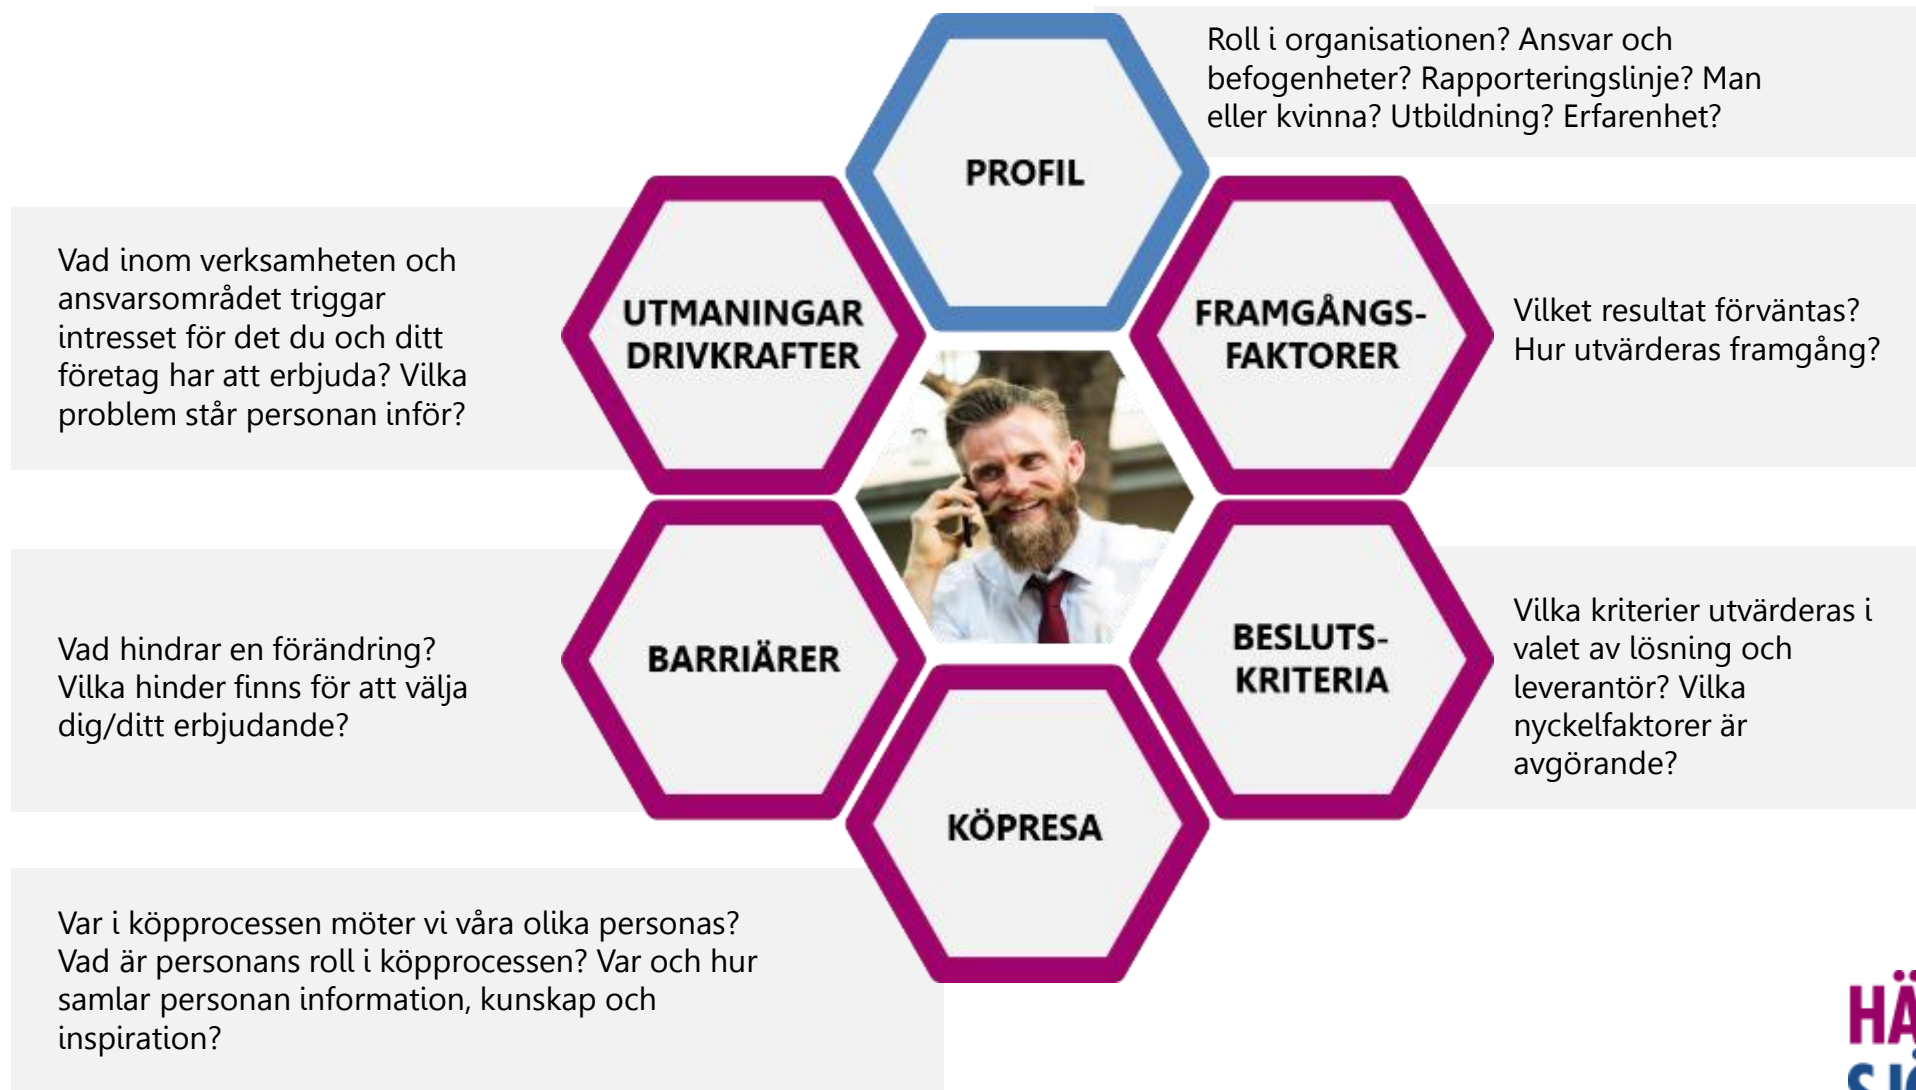 Roll i organisationen? Ansvar och
befogenheter? Rapporteringslinje? Man
eller kvinna? Utbildning? Erfarenhet?
PROFIL
Vad inom verksamheten och
ansvarsområdet triggar
intresset för det du och ditt
företag har att erbjuda? Vilka
problem står personan inför?
UTMANINGAR
DRIVKRAFTER
FRAMGÅNGS-
FAKTORER
Vilket resultat förväntas?
Hur utvärderas framgång?
Vad hindrar en förändring?
Vilka hinder finns för att välja
dig/ditt erbjudande?
BARRIÄRER
BESLUTS-
KRITERIA
Vilka kriterier utvärderas i
valet av lösning och
leverantör? Vilka
nyckelfaktorer är
avgörande?
KÖPRESA
Var i köpprocessen möter vi våra olika personas?
Vad är personans roll i köpprocessen? Var och hur
samlar personan information, kunskap och
inspiration?